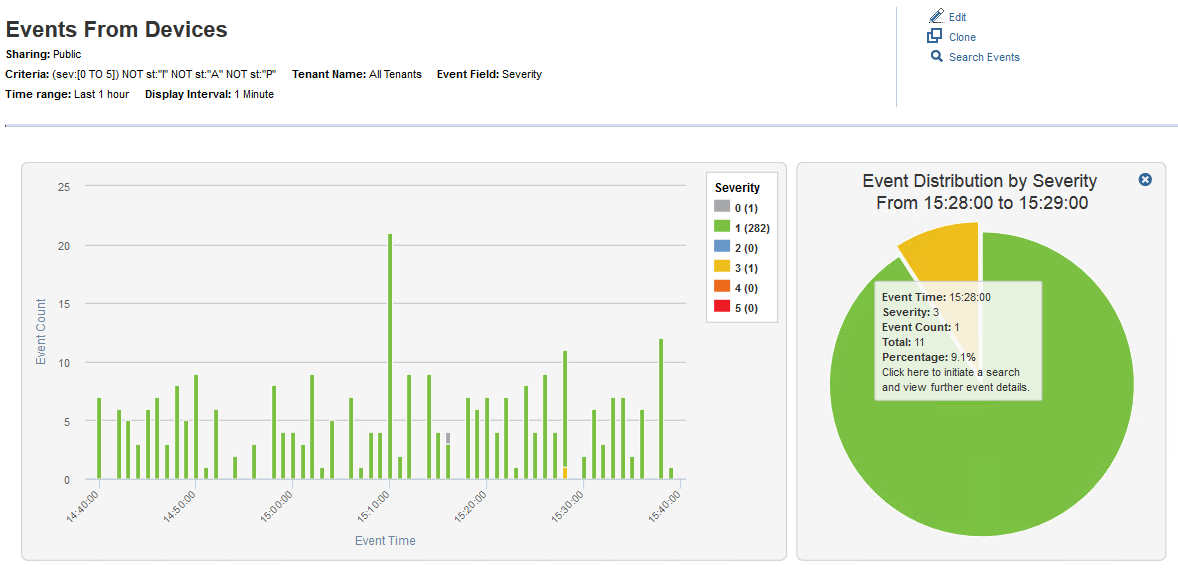 Events From Devices
Sharing: Public
Criteria: (sev:[0 TO 5]) NOT st:"I" NOT st:"A" NOT st:"P" Tenant Name: All Tenants Event Field: Severity
Time range: Last 1 hour Display Interval: 1 Minute
Edit
Clone
Search Events
25
20
15
10
5
0
Event Count
14:40:00
14:50:00
15:00:00
15:10:00
15:20:00
15:30:00
15:40:00
Event Time
Severity
0 (1)
1 (282)
2 (0)
3 (1)
4 (0)
5 (0)
Event Distribution by Severity
From 15:28:00 to 15:29:00
Event Time: 15:28:00
Severity: 3
Event Count: 1
Total: 11
Percentage: 9.1%
Click here to initiate a search
and view further event details.